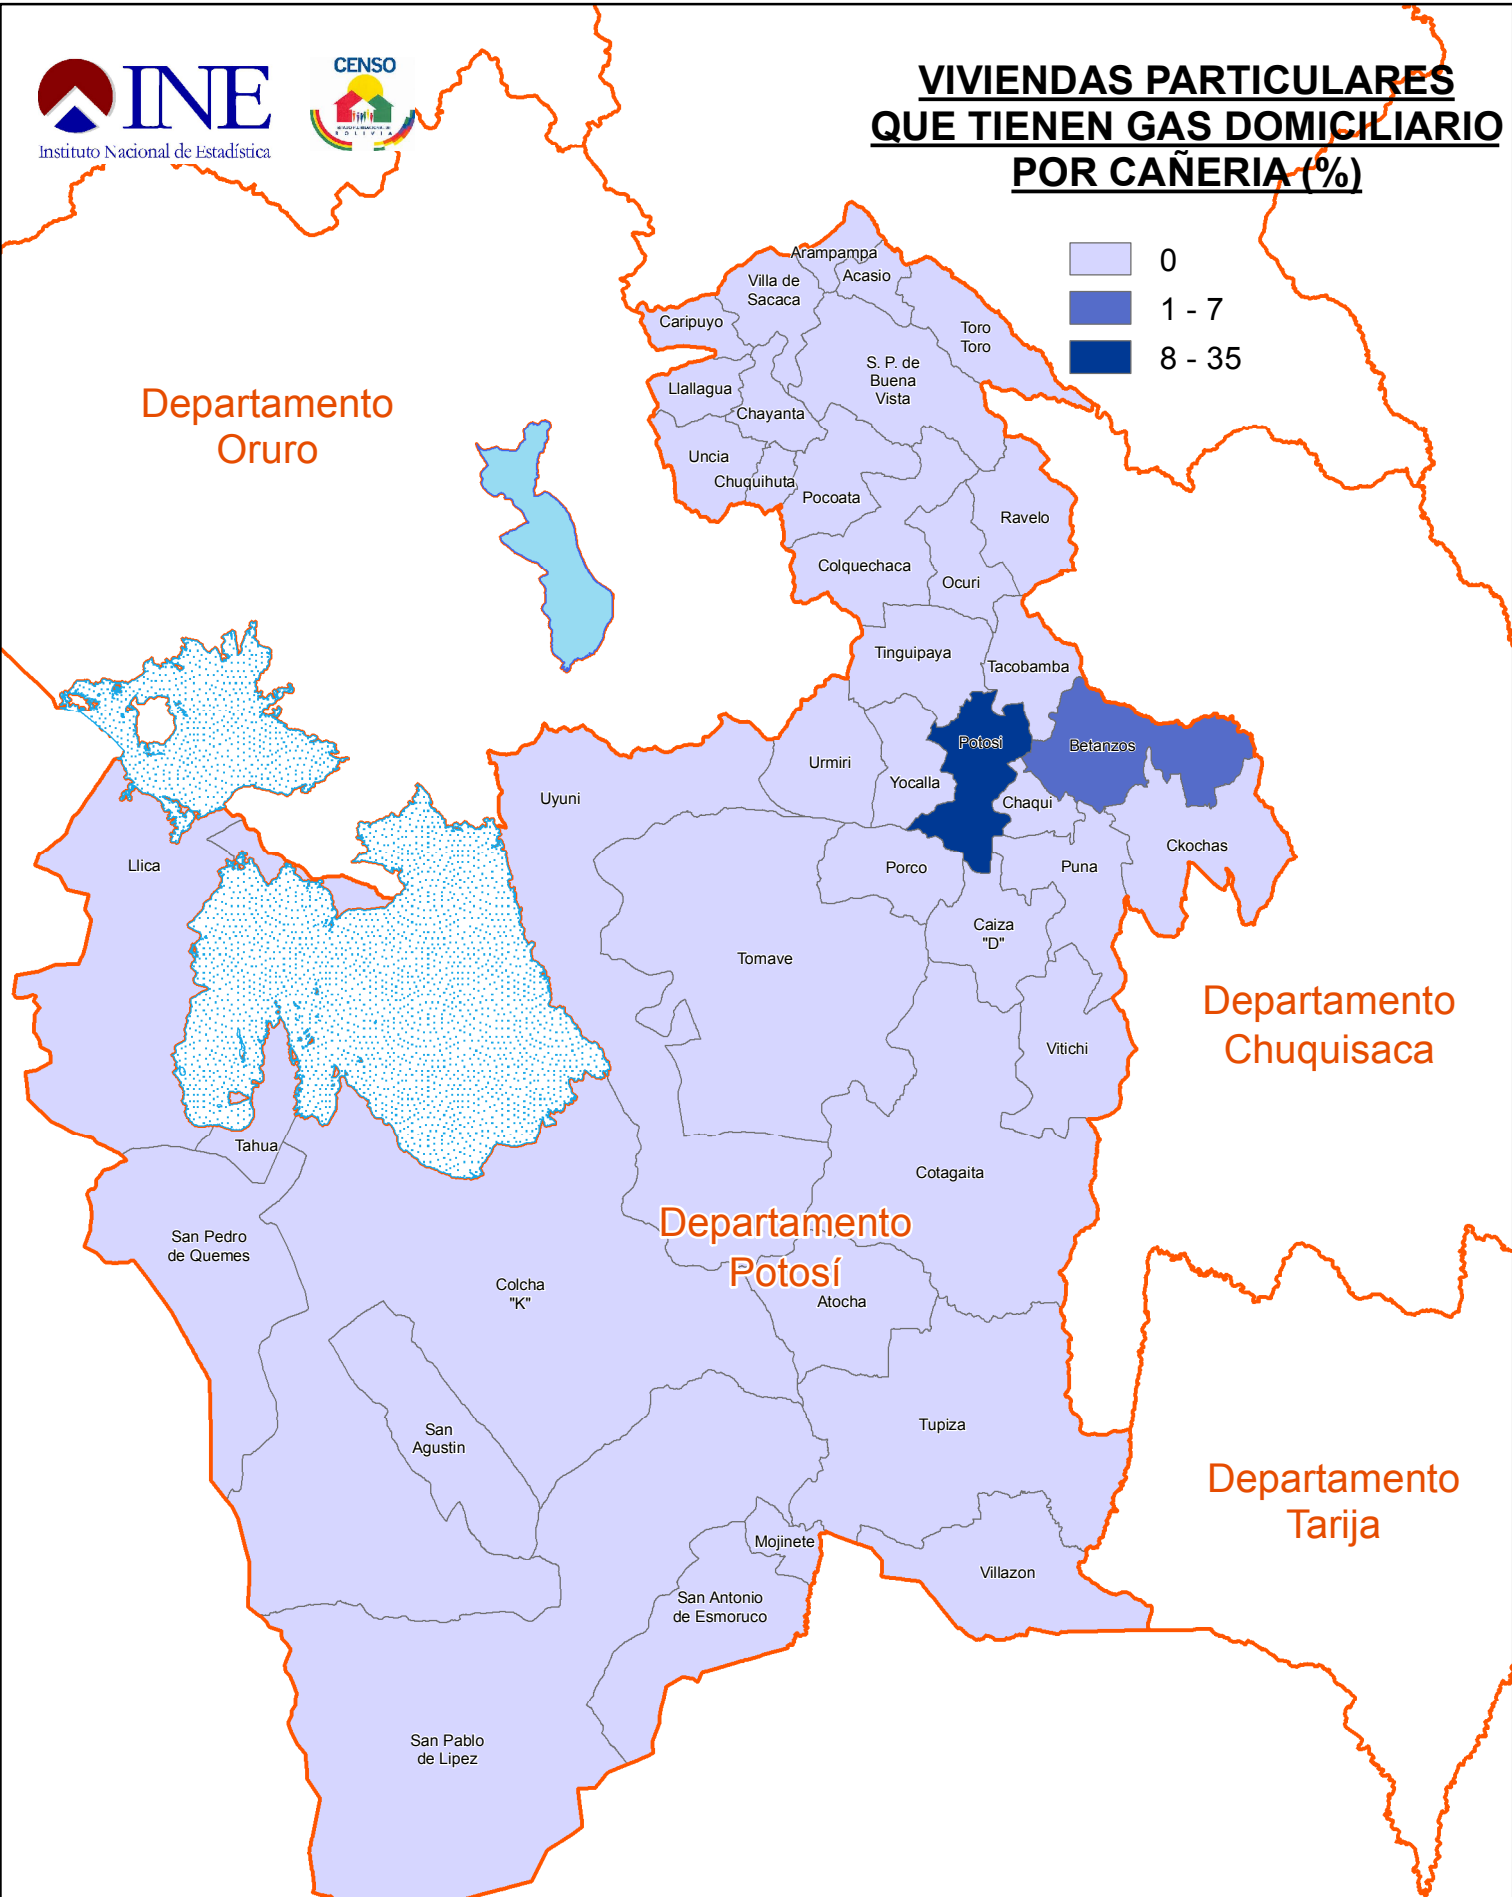 INE
Instituto Nacional de Estadística
CENSO
BOLIVIA
VIVIENDAS PARTICULARES
QUE TIENEN GAS DOMICILIARIO
POR CAÑERIA (%)
0
1 - 7
8 - 35
Arampampa
Acasio
Villa de
Sacaca
Caripuyo
Toro
Toro
S. P. de
Buena
Vista
Llallagua
Chayanta
Departamento
Oruro
Uncia
Chuquihuta
Pocoata
Ravelo
Colquechaca
Ocuri
Tinguipaya
Tacobamba
Potosi
Betanzos
Urmiri
Yocalla
Uyuni
Chaqui
Ckochas
Llica
Porco
Puna
Caiza
"D"
Tomave
Departamento
Chuquisaca
Vitichi
Tahua
Cotagaita
San Pedro
de Quemes
Departamento
Potosí
Colcha
"K"
Atocha
San
Agustin
Tupiza
Departamento
Tarija
Mojinete
Villazon
San Antonio
de Esmoruco
San Pablo
de Lipez